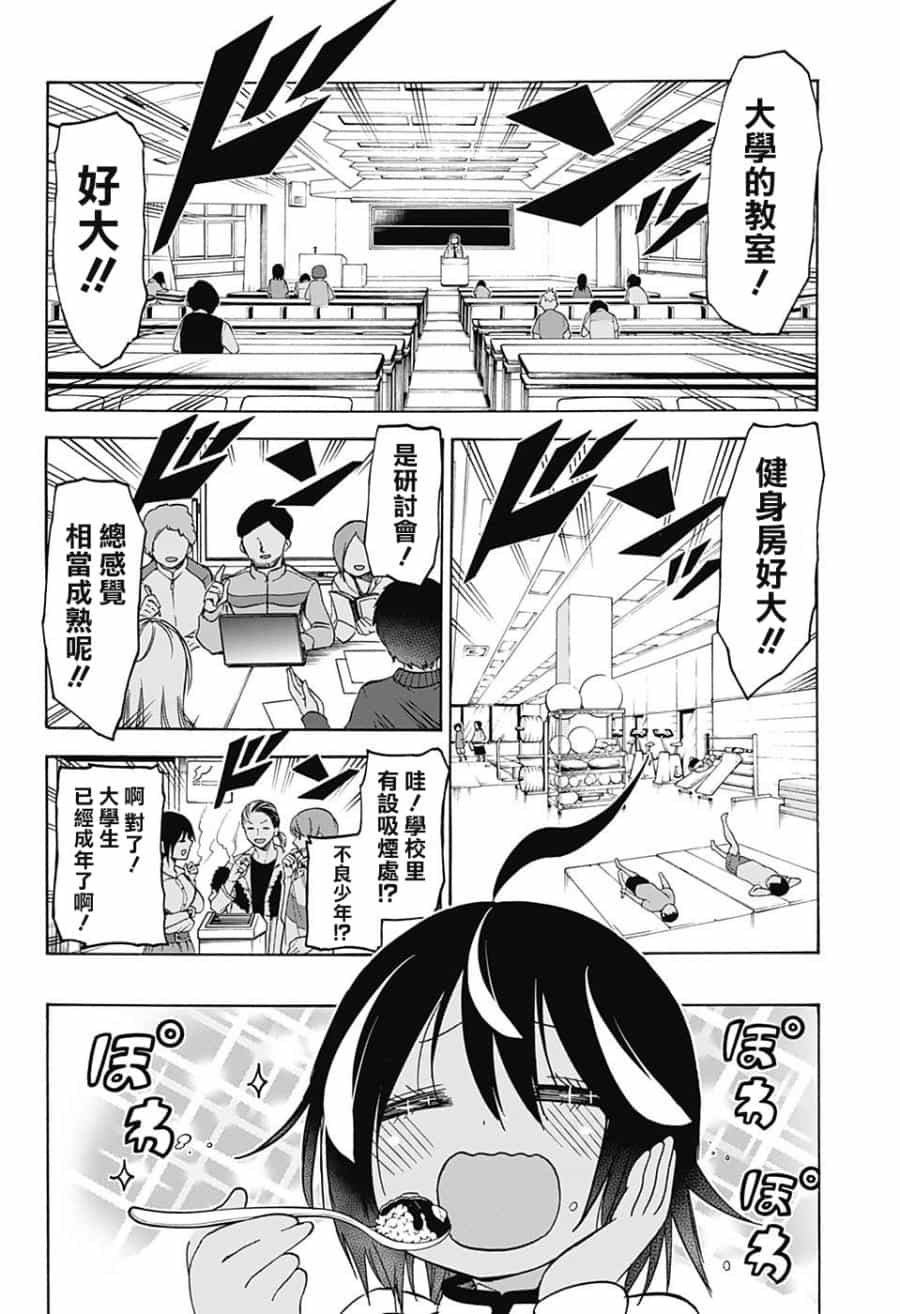 大學的教室！
ドドン
好大!!
健身房好大!!
ドドン
是研討會！
ドドン
總感覺
相當成熟呢!!
哇！學校里
有設吸煙處!?
不良少年!?
ドドン
啊對了！
大學生
已經成年了啊！
ぽわ
ぽわ
ぽわ